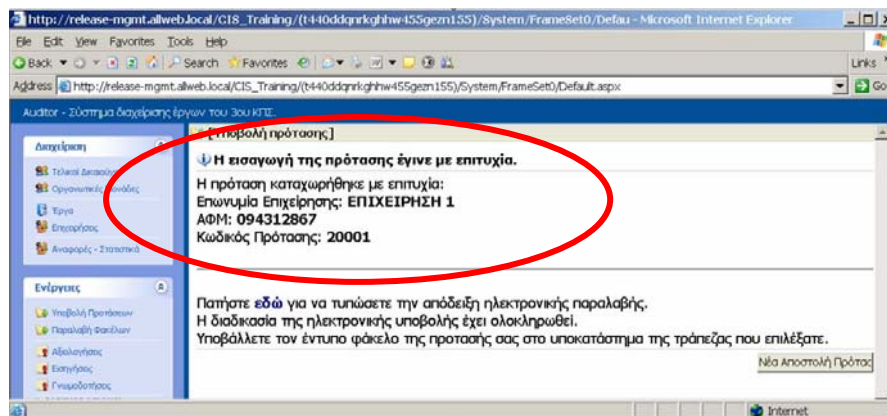 http://release-mgmt.allweb.local/CIS_Training/(t440ddqnrkghhw455gezn155)/System/FrameSet0/Defau - Microsoft Internet Explorer
File Edit View Favorites Tools Help
Back Search Favorites
Links
Address http://release-mgmt.allweb.local/CIS_Training/(t440ddqnrkghhw455gezn155)/System/FrameSet0/Default.aspx Go
Auditor - Σύστημα διαχείρισης έργων του 3ου ΚΠΣ.
[Υποβολή πρότασης]
Διαχείριση
Τελικοί
Οργανωτικές Μονάδες
Έργα
Επιχορήγος
Αναφορές - Στατιστικά
Η εισαγωγή της πρότασης έγινε με επιτυχία.
Η πρόταση καταχωρήθηκε με επιτυχία:
Επωνυμία Επιχείρησης: ΕΠΙΧΕΙΡΗΣΗ 1
ΑΦΜ: 094312867
Κωδικός Πρότασης: 20001
Ενέργειες
Υποβολή Προτάσεων
Παραλαβή Φακέλων
Αξιολογήσεις
Εισηγήσεις
Γνωμοδοτήσεις
Πατήστε εδώ για να τυπώσετε την απόδειξη ηλεκτρονικής παραλαβής.
Η διαδικασία της ηλεκτρονικής υποβολής έχει ολοκληρωθεί.
Υποβάλλετε τον έντυπο φάκελο της προτασής σας στο υποκατάστημα της τράπεζας που επιλέξατε.
Νέα Αποστολή Πρότας
Internet